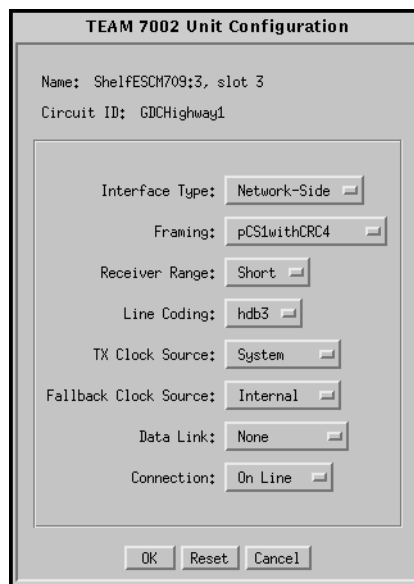 TEAM 7002 Unit Configuration
Name: ShelfESCM709:3, slot 3
Circuit ID: GDCHighway1
Interface Type: Network-Side
Framing: pCS1withCRC4
Receiver Range: Short
Line Coding: hdb3
TX Clock Source: System
Fallback Clock Source: Internal
Data Link: None
Connection: On Line
OK Reset Cancel